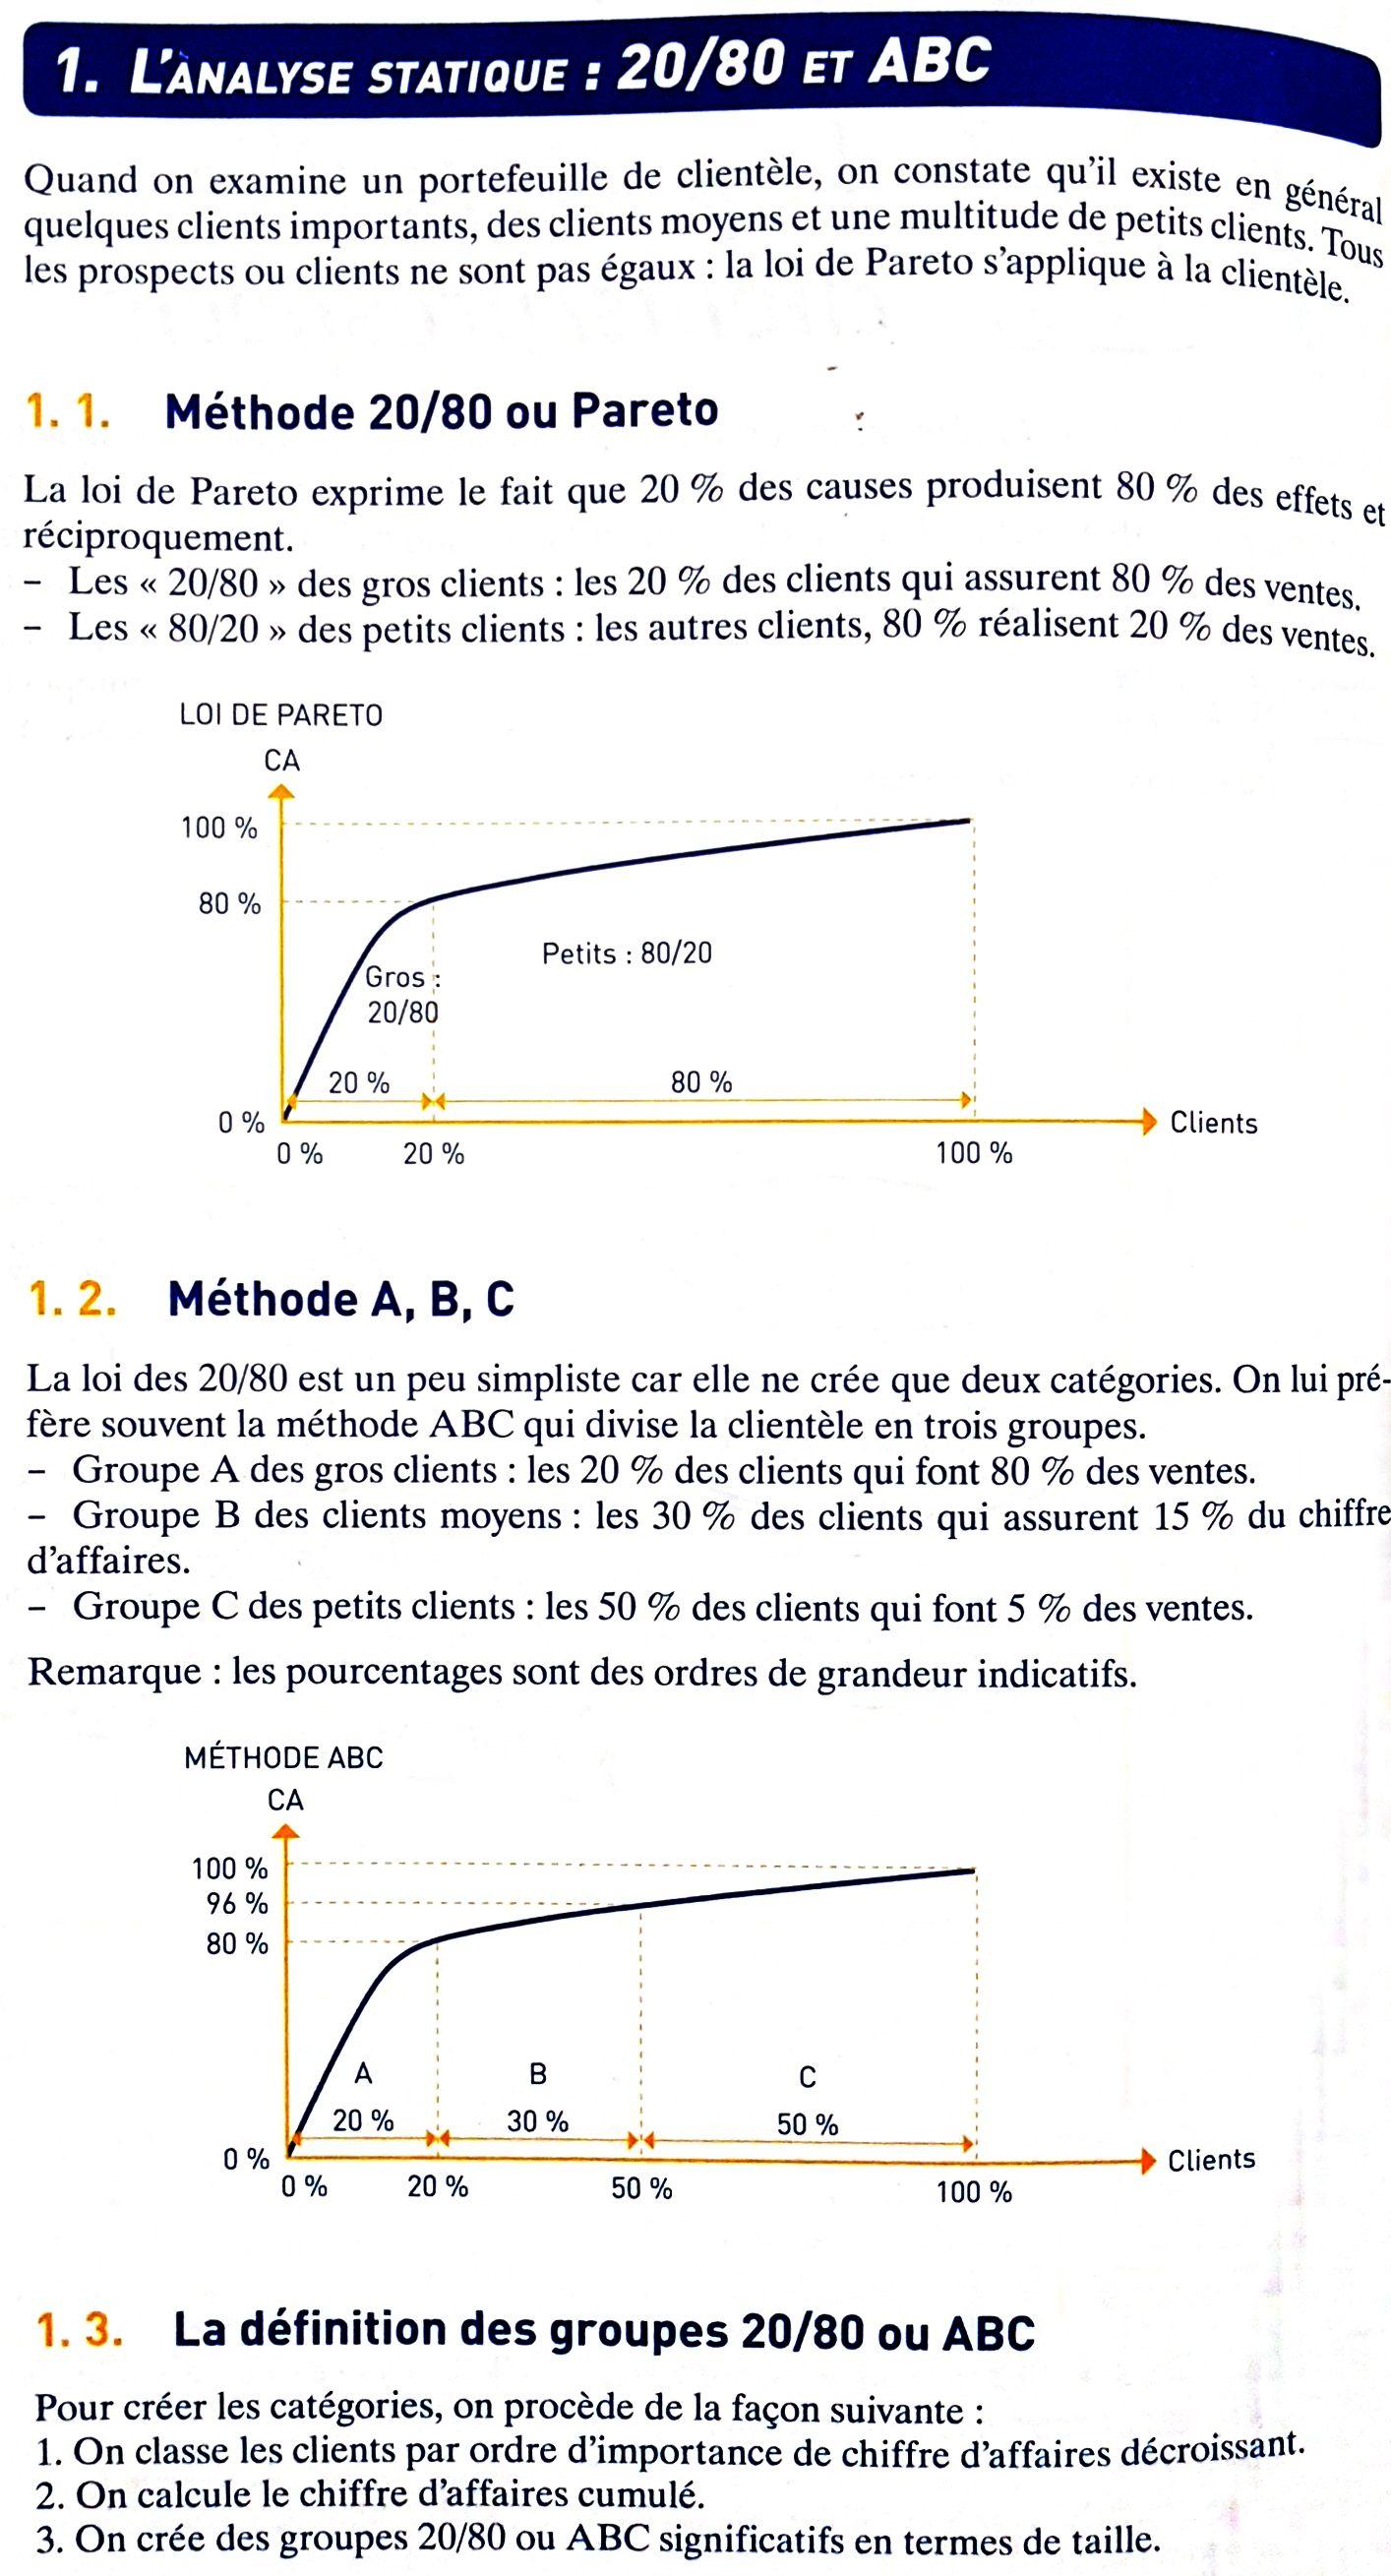 1. L'ANALYSE STATIQUE : 20/80 ET ABC
Quand on examine un portefeuille de clientèle, on constate qu'il existe en général
quelques clients importants, des clients moyens et une multitude de petits clients. Tous
les prospects ou clients ne sont pas égaux : la loi de Pareto s'applique à la clientèle.
1. 1. Méthode 20/80 ou Pareto
La loi de Pareto exprime le fait que 20 % des causes produisent 80 % des effets et
réciproquement.
– Les « 20/80 » des gros clients : les 20 % des clients qui assurent 80 % des ventes.
– Les « 80/20 » des petits clients : les autres clients, 80 % réalisent 20 % des ventes.
LOI DE PARETO
CA
100 %
80 %
Petits : 80/20
Gros :
20/80
20 % 80 %
0 % Clients
0 % 20 % 100 %
1. 2. Méthode A, B, C
La loi des 20/80 est un peu simpliste car elle ne crée que deux catégories. On lui pré-
fère souvent la méthode ABC qui divise la clientèle en trois groupes.
– Groupe A des gros clients : les 20 % des clients qui font 80 % des ventes.
– Groupe B des clients moyens : les 30 % des clients qui assurent 15 % du chiffre
d'affaires.
– Groupe C des petits clients : les 50 % des clients qui font 5 % des ventes.
Remarque : les pourcentages sont des ordres de grandeur indicatifs.
MÉTHODE ABC
CA
100 %
96 %
80 %
A B C
20 % 30 % 50 %
0 % Clients
0 % 20 % 50 % 100 %
1. 3. La définition des groupes 20/80 ou ABC
Pour créer les catégories, on procède de la façon suivante :
1. On classe les clients par ordre d'importance de chiffre d'affaires décroissant.
2. On calcule le chiffre d'affaires cumulé.
3. On crée des groupes 20/80 ou ABC significatifs en termes de taille.